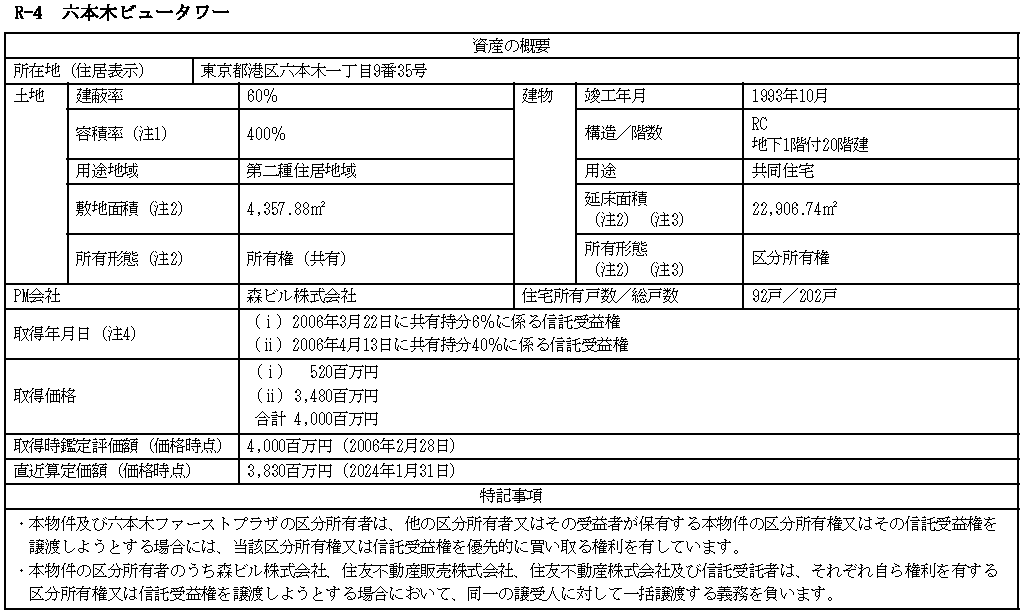 R-4 六本木ビュータワー
資産の概要
所在地（住居表示） 東京都港区六本木一丁目9番35号
土地 建蔽率 60％ 建物 竣工年月 1993年10月
容積率（注1） 400％ 構造／階数 RC
地下1階付20階建
用途地域 第二種住居地域 用途 共同住宅
敷地面積（注2） 4,357.88㎡ 延床面積
（注2）（注3） 22,906.74㎡
所有形態（注2） 所有権（共有） 所有形態
（注2）（注3） 区分所有権
PM会社 森ビル株式会社 住宅所有戸数／総戸数 92戸／202戸
取得年月日（注4） （ⅰ）2006年3月22日に共有持分6％に係る信託受益権
（ⅱ）2006年4月13日に共有持分40％に係る信託受益権
取得価格 （ⅰ） 520百万円
（ⅱ）3,480百万円
合計 4,000百万円
取得時鑑定評価額（価格時点） 4,000百万円（2006年2月28日）
直近算定価額（価格時点） 3,830百万円（2024年1月31日）
特記事項
・本物件及び六本木ファーストプラザの区分所有者は、他の区分所有者又はその受益者が保有する本物件の区分所有権又はその信託受益権を
譲渡しようとする場合には、当該区分所有権又は信託受益権を優先的に買い取る権利を有しています。
・本物件の区分所有者のうち森ビル株式会社、住友不動産販売株式会社、住友不動産株式会社及び信託受託者は、それぞれ自ら権利を有する
区分所有権又は信託受益権を譲渡しようとする場合において、同一の譲受人に対して一括譲渡する義務を負います。